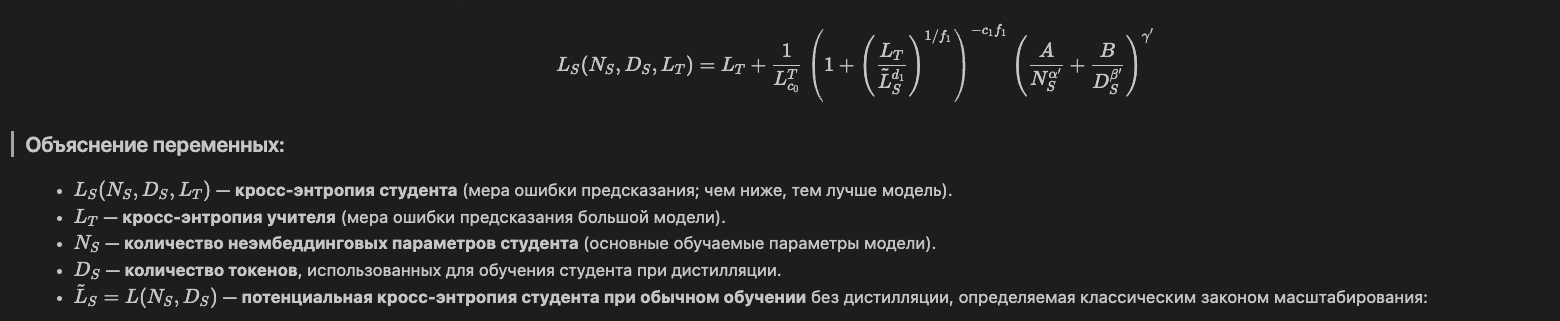 $$L_S(N_S, D_S, L_T) = L_T + \frac{1}{L_{c_0}^T} \left(1 + \left(\frac{L_T}{\tilde{L}_S^{d_1}}\right)^{1/f_1}\right)^{-c_1 f_1} \left(\frac{A}{N_S^{\alpha'}} + \frac{B}{D_S^{\beta'}}\right)^{\gamma'}$$
Объяснение переменных:
• $L_S(N_S, D_S, L_T)$ — кросс-энтропия студента (мера ошибки предсказания; чем ниже, тем лучше модель).
• $L_T$ — кросс-энтропия учителя (мера ошибки предсказания большой модели).
• $N_S$ — количество неэмбеддинговых параметров студента (основные обучаемые параметры модели).
• $D_S$ — количество токенов, использованных для обучения студента при дистилляции.
• $\tilde{L}_S = L(N_S, D_S)$ — потенциальная кросс-энтропия студента при обычном обучении без дистилляции, определяемая классическим законом масштабирования: